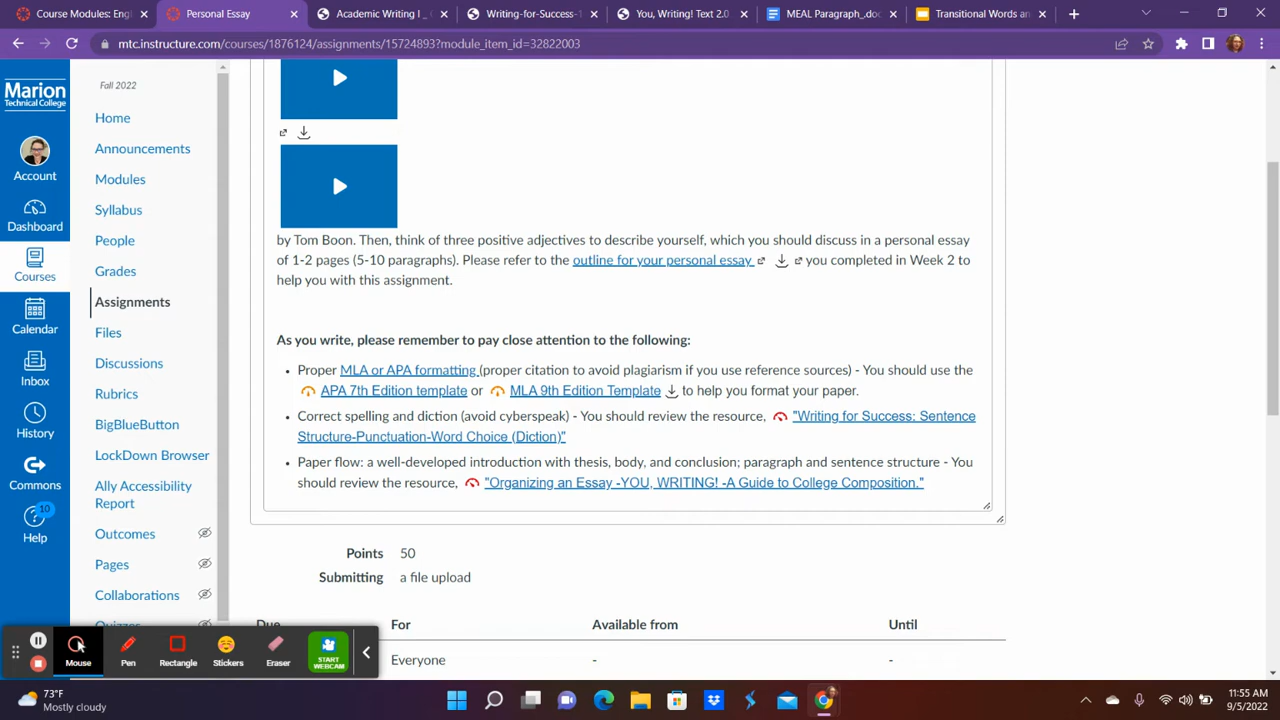 Course Modules: Engl
Personal Essay
Academic Writing I _ Co
Writing-for-Success-1
You, Writing! Text 2.0.
MEAL Paragraph_.doc
Transitional Words an
mtc.instructure.com/courses/1876124/assignments/15724893?module_item_id=32822003
Marion
Technical College
Account
Dashboard
Courses
Calendar
Inbox
History
Commons
10
Help
Fall 2022
Home
Announcements
Modules
Syllabus
People
Grades
Assignments
Files
Discussions
Rubrics
BigBlueButton
LockDown Browser
Ally Accessibility
Report
Outcomes
Pages
Collaborations
Quizzes
by Tom Boon. Then, think of three positive adjectives to describe yourself, which you should discuss in a personal essay
of 1-2 pages (5-10 paragraphs). Please refer to the outline for your personal essay you completed in Week 2 to
help you with this assignment.
As you write, please remember to pay close attention to the following:
• Proper MLA or APA formatting (proper citation to avoid plagiarism if you use reference sources) - You should use the
APA 7th Edition template or MLA 9th Edition Template to help you format your paper.
• Correct spelling and diction (avoid cyberspeak) - You should review the resource, "Writing for Success: Sentence
Structure-Punctuation-Word Choice (Diction)"
• Paper flow: a well-developed introduction with thesis, body, and conclusion; paragraph and sentence structure - You
should review the resource, "Organizing an Essay -YOU, WRITING! -A Guide to College Composition."
Points 50
Submitting a file upload
Due For Available from Until
Everyone - -
Mouse
Pen
Rectangle
Stickers
Eraser
START
WEBCAM
73°F
Mostly cloudy
11:55 AM
9/5/2022